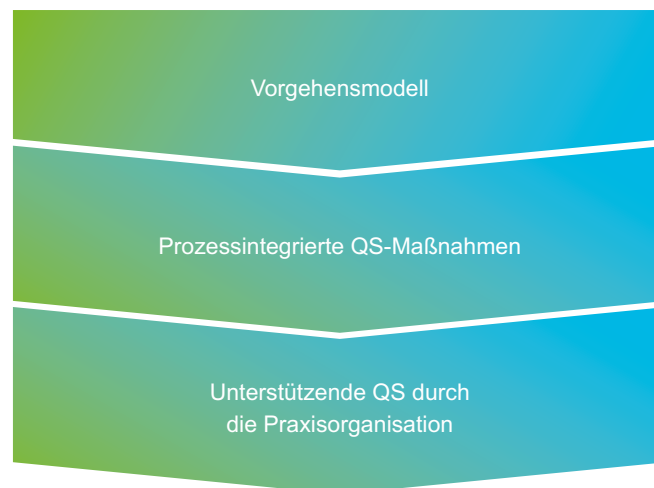 Vorgehensmodell
Prozessintegrierte QS-Maßnahmen
Unterstützende QS durch
die Praxisorganisation